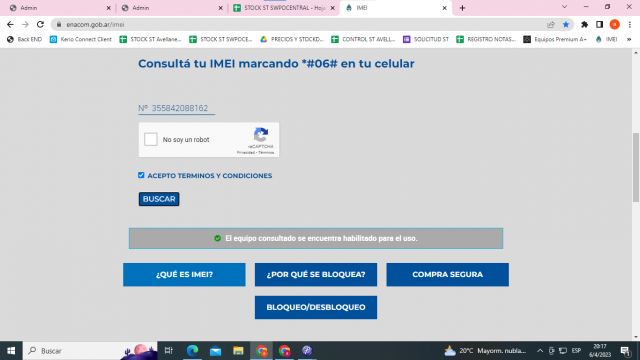 Admin
Admin
STOCK ST SWPOCENTRAL - Hoj
IMEI
enacom.gob.ar/imei
a
Back END
Kerio Connect Client
STOCK ST Avellane...
STOCK ST SWPOCE...
PRECIOS Y STOCKD...
CONTROL ST AVELL...
SOLICITUD ST
REGISTRO NOTAS...
Equipos Premium A+
IMEI
Consultá tu IMEI marcando *#06# en tu celular
Nº 355842088162
No soy un robot
reCAPTCHA
Privacidad - Términos
ACEPTO TERMINOS Y CONDICIONES
BUSCAR
El equipo consultado se encuentra habilitado para el uso.
¿QUÉ ES IMEI?
¿POR QUÉ SE BLOQUEA?
COMPRA SEGURA
BLOQUEO/DESBLOQUEO
Buscar
20°C Mayorm. nubla...
ESP
20:17
6/4/2023